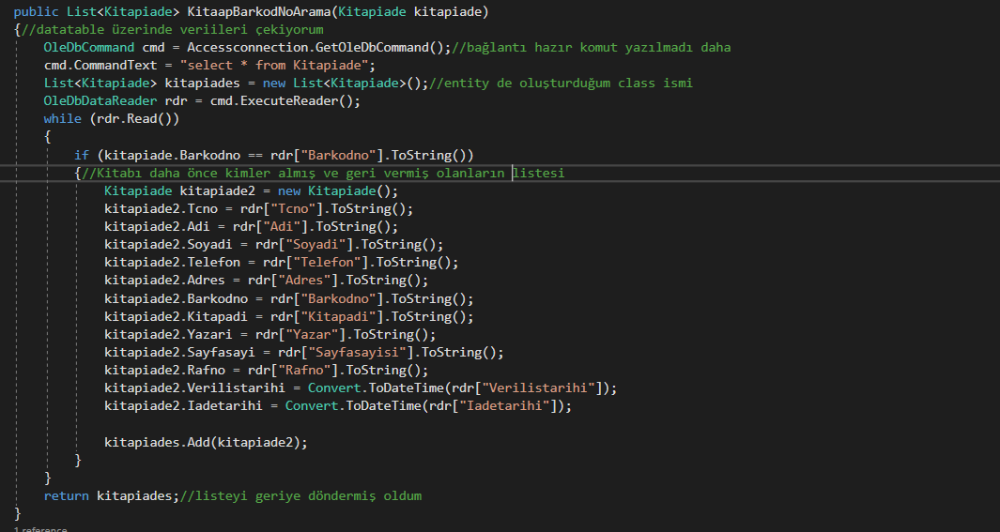 public List<Kitapiade> KitaapBarkodNoArama(Kitapiade kitapiade)
{//datatable üzerinde veriileri çekiyorum
OleDbCommand cmd = Accessconnection.GetOleDbCommand();//bağlantı hazır komut yazılmadı daha
cmd.CommandText = "select * from Kitapiade";
List<Kitapiade> kitapiades = new List<Kitapiade>();//entity de oluşturduğum class ismi
OleDbDataReader rdr = cmd.ExecuteReader();
while (rdr.Read())
{
if (kitapiade.Barkodno == rdr["Barkodno"].ToString())
{//Kitabı daha önce kimler almış ve geri vermiş olanların listesi
Kitapiade kitapiade2 = new Kitapiade();
kitapiade2.Tcno = rdr["Tcno"].ToString();
kitapiade2.Adi = rdr["Adi"].ToString();
kitapiade2.Soyadi = rdr["Soyadi"].ToString();
kitapiade2.Telefon = rdr["Telefon"].ToString();
kitapiade2.Adres = rdr["Adres"].ToString();
kitapiade2.Barkodno = rdr["Barkodno"].ToString();
kitapiade2.Kitapadi = rdr["Kitapadi"].ToString();
kitapiade2.Yazari = rdr["Yazar"].ToString();
kitapiade2.Sayfasayi = rdr["Sayfasayisi"].ToString();
kitapiade2.Rafno = rdr["Rafno"].ToString();
kitapiade2.Verilistarihi = Convert.ToDateTime(rdr["Verilistarihi"]);
kitapiade2.Iadetarihi = Convert.ToDateTime(rdr["Iadetarihi"]);
kitapiades.Add(kitapiade2);
}
}
return kitapiades;//listeyi geriye döndermiş oldum
}
1 reference